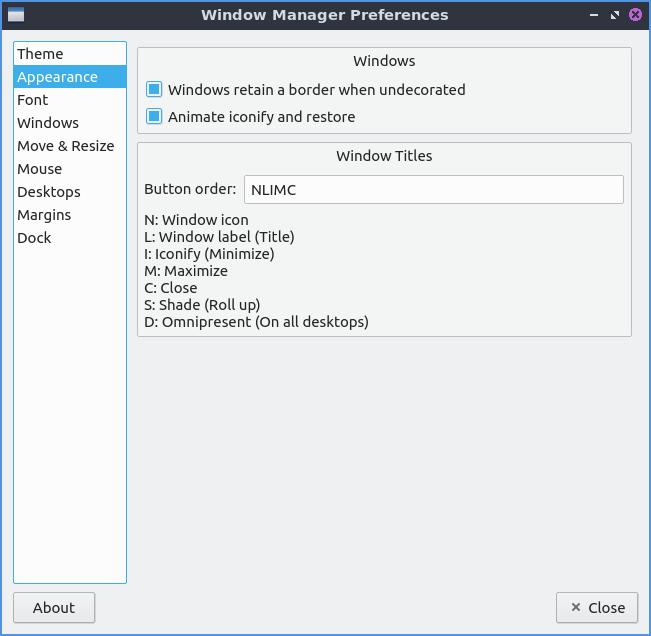 Window Manager Preferences
Theme
Appearance
Font
Windows
Move & Resize
Mouse
Desktops
Margins
Dock
Windows
Windows retain a border when undecorated
Animate iconify and restore
Window Titles
Button order: NLIMC
N: Window icon
L: Window label (Title)
I: Iconify (Minimize)
M: Maximize
C: Close
S: Shade (Roll up)
D: Omnipresent (On all desktops)
About
Close